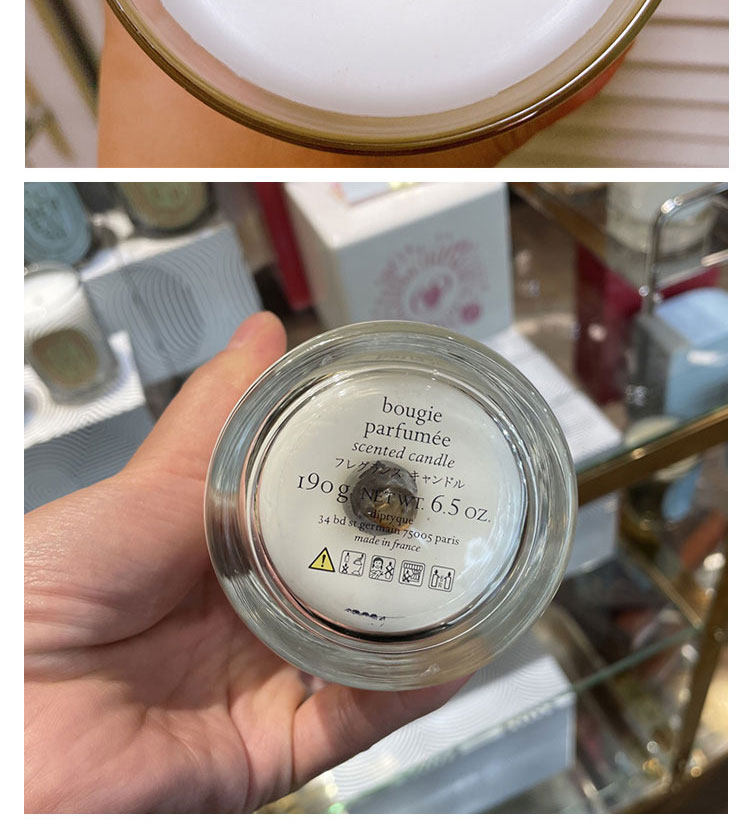 bougie
parfumée
scented candle
フレグランス キャンドル
190 g NET WT. 6.5 OZ.
diptyque
34 bd st germain 75005 paris
made in france